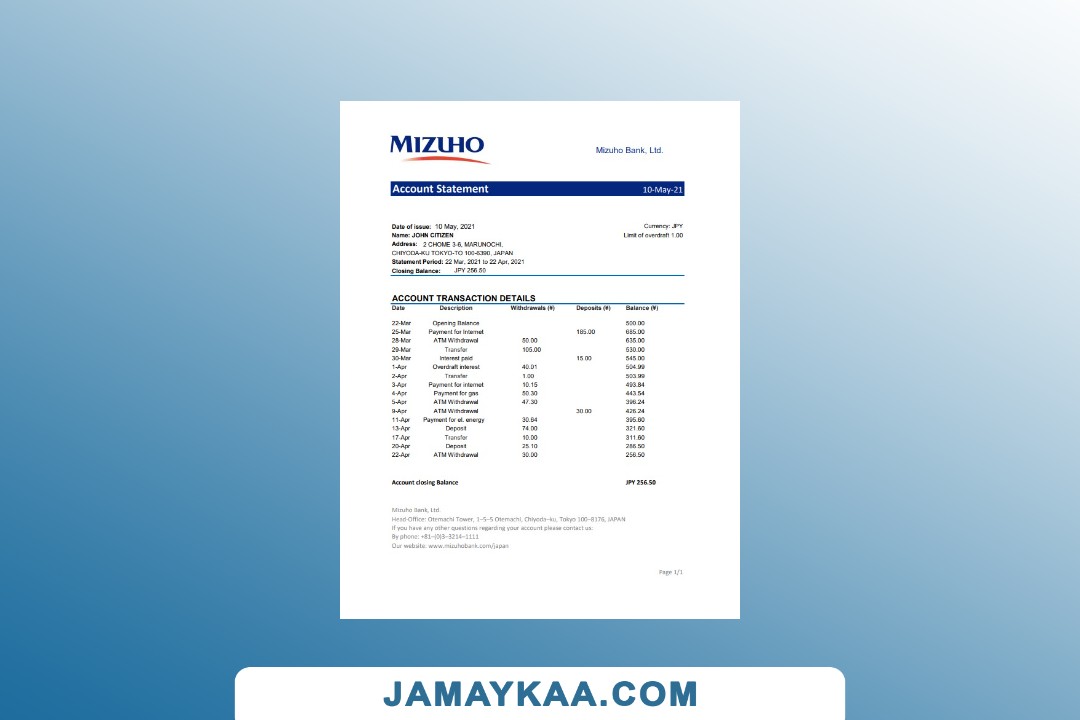 MIZUHO
Mizuho Bank, Ltd.
Account Statement 10-May-21
Date of issue: 10 May, 2021 Currency: JPY
Name: JOHN CITIZEN Limit of overdraft 1.00
Address: 2 CHOME 3-6, MARUNOCHI,
CHIYODA-KU TOKYO-TO 100-6390, JAPAN
Statement Period: 22 Mar, 2021 to 22 Apr, 2021
Closing Balance: JPY 256.50
ACCOUNT TRANSACTION DETAILS
Date Description Withdrawals (#) Deposits (#) Balance (#)
22-Mar Opening Balance 500.00
25-Mar Payment for Internet 185.00 685.00
28-Mar ATM Withdrawal 50.00 635.00
29-Mar Transfer 105.00 530.00
30-Mar Interest paid 15.00 545.00
1-Apr Overdraft interest 40.01 504.99
2-Apr Transfer 1.00 503.99
3-Apr Payment for internet 10.15 493.84
4-Apr Payment for gas 50.30 443.54
5-Apr ATM Withdrawal 47.30 396.24
9-Apr ATM Withdrawal 30.00 426.24
11-Apr Payment for el. energy 30.64 395.60
13-Apr Deposit 74.00 321.60
17-Apr Transfer 10.00 311.60
20-Apr Deposit 25.10 286.50
22-Apr ATM Withdrawal 30.00 256.50
Account closing Balance JPY 256.50
Mizuho Bank, Ltd.
Head-Office: Otemachi Tower, 1–5–5 Otemachi, Chiyoda–ku, Tokyo 100–8176, JAPAN
If you have any other questions regarding your account please contact us:
By phone: +81–(0)3–3214–1111
Our website: www.mizuhobank.com/japan
Page 1/1
JAMAYKAA.COM